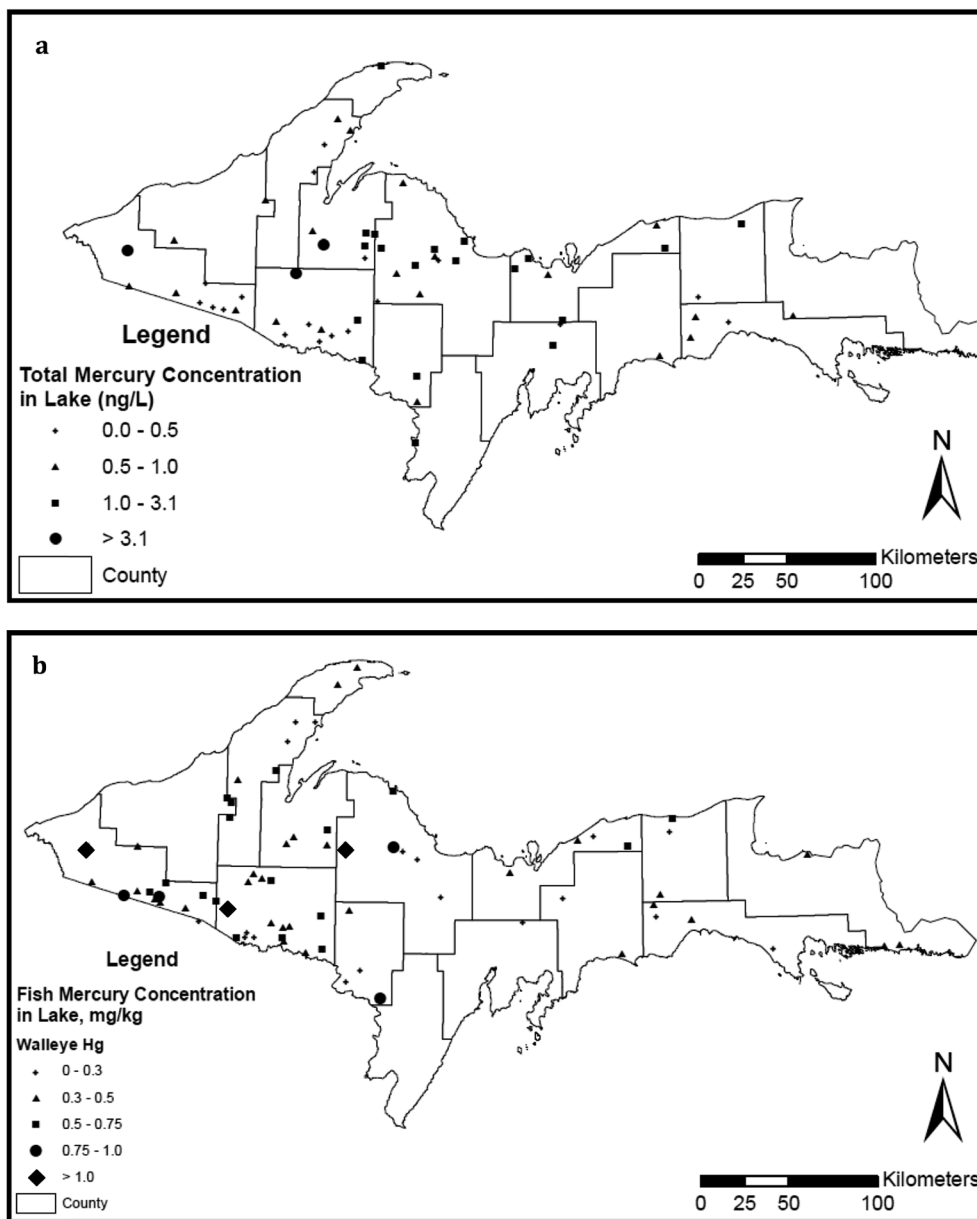 a
Legend
Total Mercury Concentration
in Lake (ng/L)
0.0 - 0.5
0.5 - 1.0
1.0 - 3.1
> 3.1
County
N
Kilometers
0 25 50 100
b
Legend
Fish Mercury Concentration
in Lake, mg/kg
Walleye Hg
0 - 0.3
0.3 - 0.5
0.5 - 0.75
0.75 - 1.0
> 1.0
County
N
Kilometers
0 25 50 100